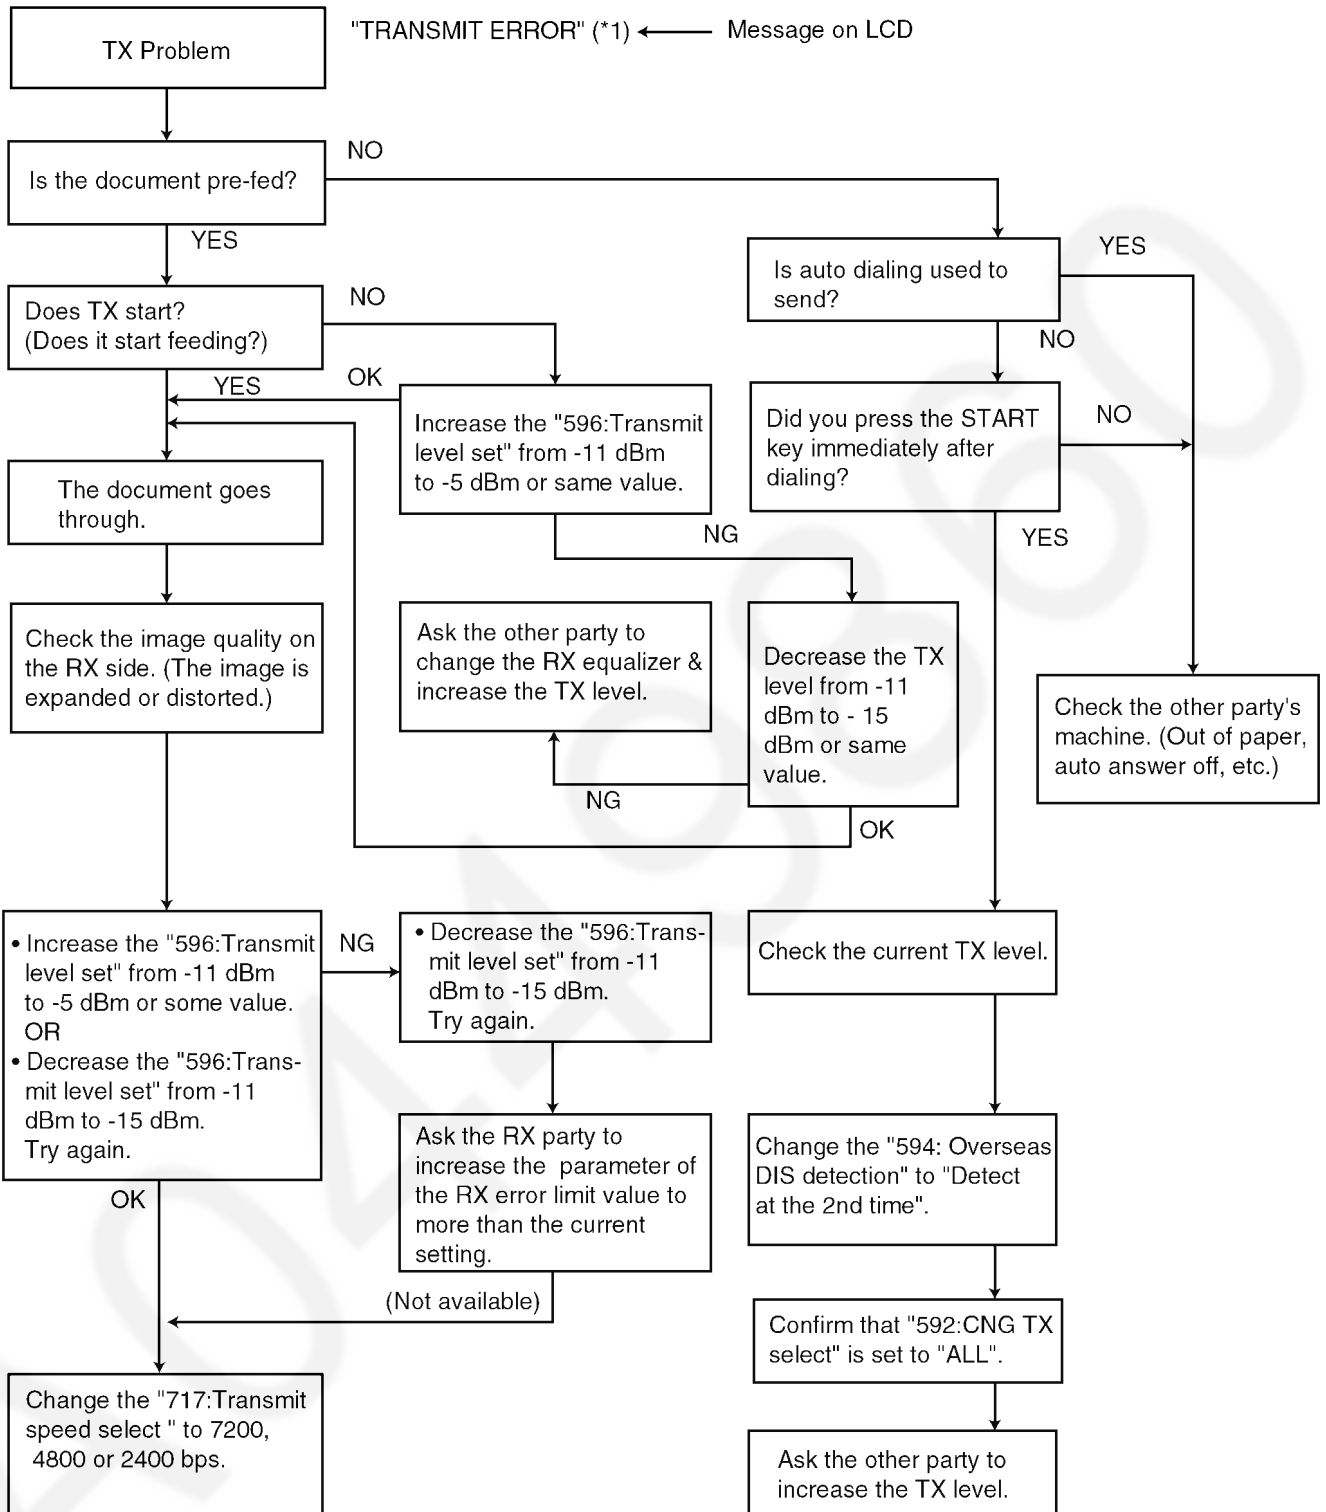 TX Problem
"TRANSMIT ERROR" (*1)
Message on LCD
Is the document pre-fed?
NO
YES
Does TX start?
(Does it start feeding?)
NO
YES
OK
Increase the "596:Transmit
level set" from -11 dBm
to -5 dBm or same value.
NG
Is auto dialing used to
send?
YES
NO
Did you press the START
key immediately after
dialing?
NO
YES
The document goes
through.
Check the image quality on
the RX side. (The image is
expanded or distorted.)
Ask the other party to
change the RX equalizer &
increase the TX level.
NG
Decrease the TX
level from -11
dBm to - 15
dBm or same
value.
OK
Check the other party's
machine. (Out of paper,
auto answer off, etc.)
• Increase the "596:Transmit
level set" from -11 dBm
to -5 dBm or some value.
OR
• Decrease the "596:Trans-
mit level set" from -11
dBm to -15 dBm.
Try again.
NG
OK
• Decrease the "596:Trans-
mit level set" from -11
dBm to -15 dBm.
Try again.
Ask the RX party to
increase the parameter of
the RX error limit value to
more than the current
setting.
(Not available)
Change the "717:Transmit
speed select " to 7200,
4800 or 2400 bps.
Check the current TX level.
Change the "594: Overseas
DIS detection" to "Detect
at the 2nd time".
Confirm that "592:CNG TX
select" is set to "ALL".
Ask the other party to
increase the TX level.